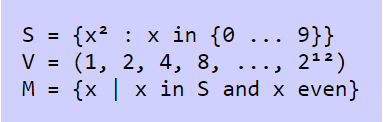 S = {x² : x in {0 ... 9}}
V = (1, 2, 4, 8, ..., 2¹²)
M = {x | x in S and x even}